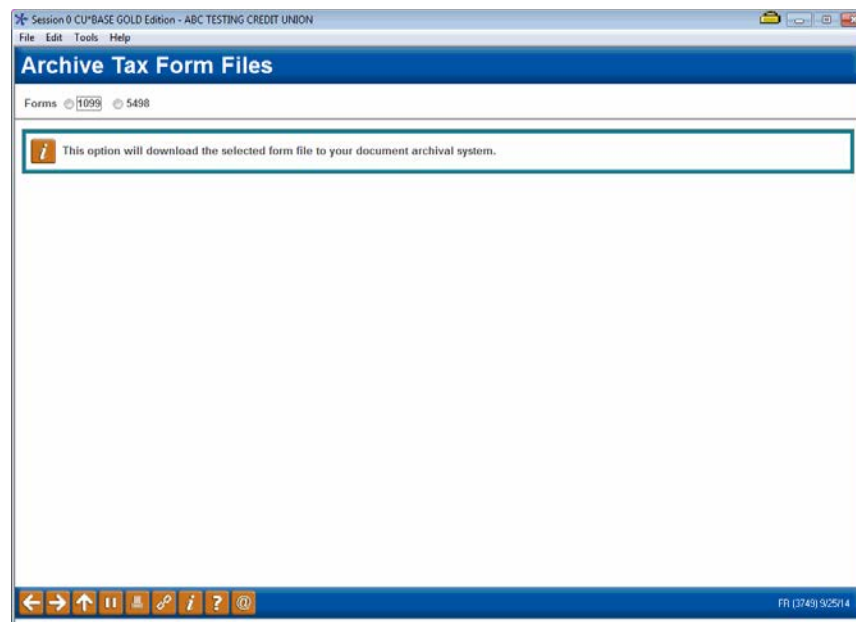 Session 0 CU*BASE GOLD Edition - ABC TESTING CREDIT UNION
File Edit Tools Help
Archive Tax Form Files
Forms 1099 5498
i This option will download the selected form file to your document archival system.
i ? @ FR (3749) 9/25/14